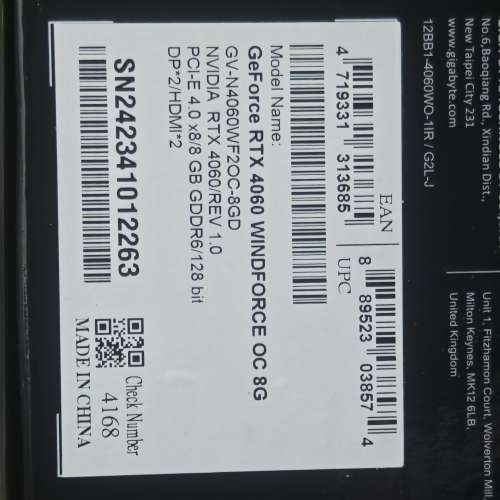 No.6,Baoqiang Rd., Xindian Dist.,
New Taipei City 231
www.gigabyte.com
12BB1-4060WO-1IR / G2L-J
Unit 1, Fitzhamon Court, Wolverton Mill
Milton Keynes, MK12 6LB.
United Kingdom
4 719331 313685
EAN
UPC
8 89523 03857 4
Model Name:
GeForce RTX 4060 WINDFORCE OC 8G
GV-N4060WF2OC-8GD
NVIDIA RTX 4060/REV 1.0
PCI-E 4.0 x8/8 GB GDDR6/128 bit
DP*2/HDMI*2
SN242341012263
Check Number
4168
MADE IN CHINA